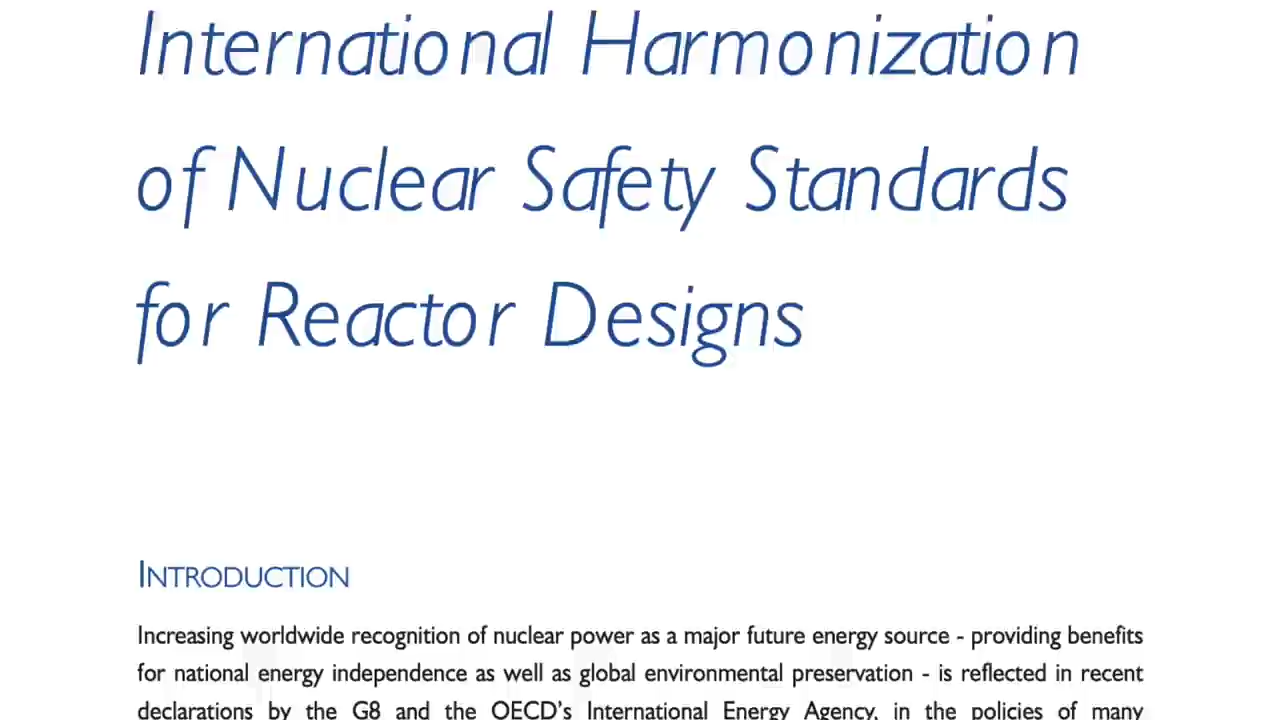 International Harmonization
of Nuclear Safety Standards
for Reactor Designs
INTRODUCTION
Increasing worldwide recognition of nuclear power as a major future energy source - providing benefits
for national energy independence as well as global environmental preservation - is reflected in recent
declarations by the G8 and the OECD's International Energy Agency, in the policies of many